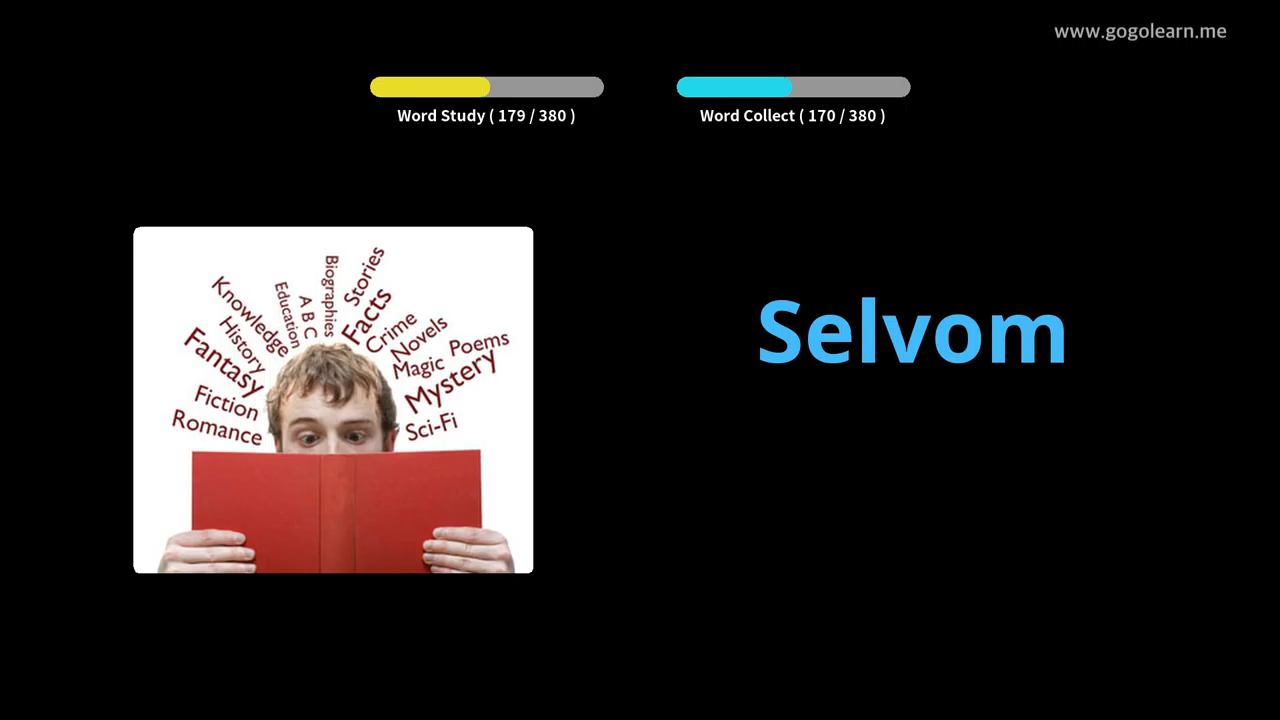 www.gogolearn.me
Word Study ( 179 / 380 )
Word Collect ( 170 / 380 )
Selvom
Stories
Biographies
A B C
Education
Knowledge
Facts
Crime
Novels
History
Poems
Magic
Fantasy
Mystery
Fiction
Romance
Sci-Fi